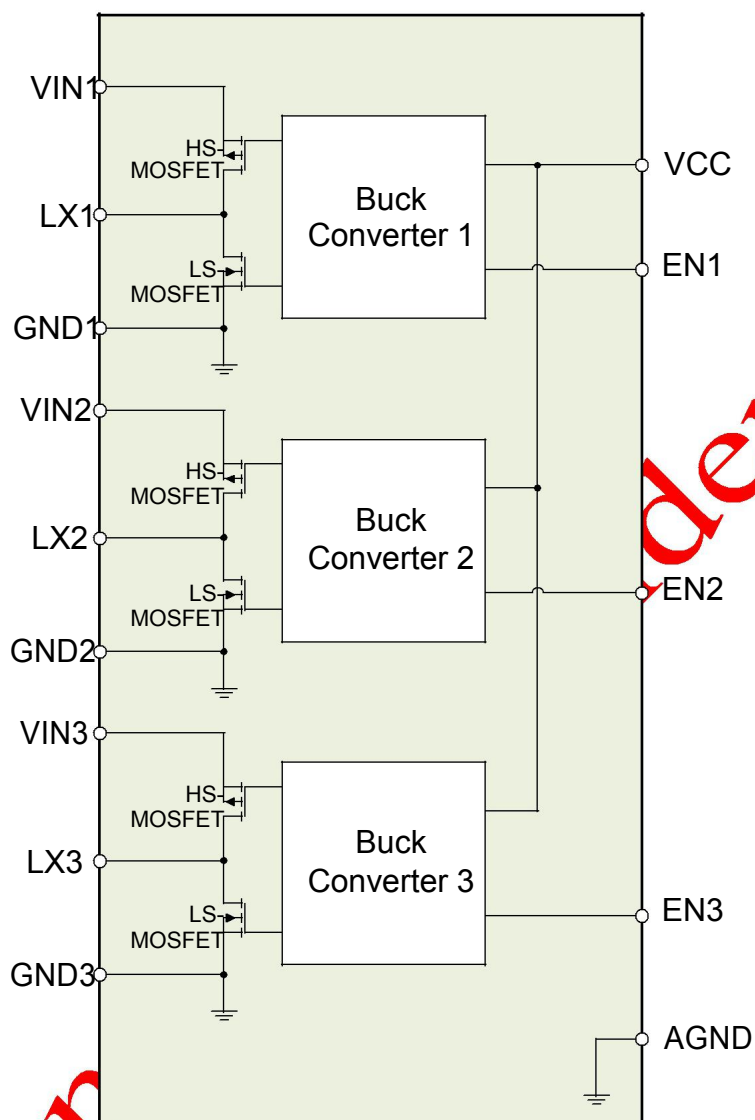 VIN1
HS
MOSFET
LX1
LS
MOSFET
GND1
Buck
Converter 1
VCC
EN1
VIN2
HS
MOSFET
LX2
LS
MOSFET
GND2
Buck
Converter 2
EN2
VIN3
HS
MOSFET
LX3
LS
MOSFET
GND3
Buck
Converter 3
EN3
AGND